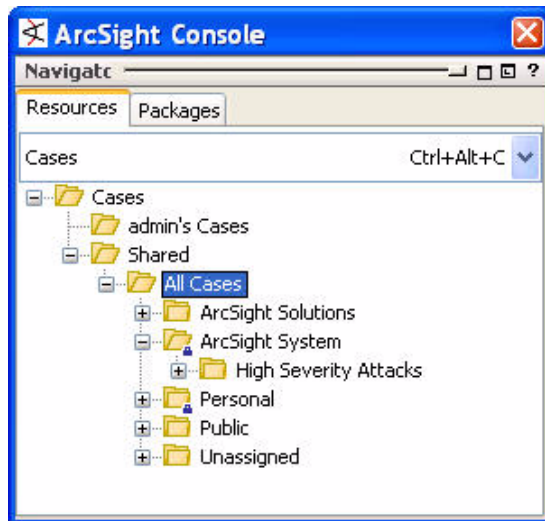 ArcSight Console
Navigatc
?
Resources Packages
Cases Ctrl+Alt+C
Cases
admin's Cases
Shared
All Cases
ArcSight Solutions
ArcSight System
High Severity Attacks
Personal
Public
Unassigned